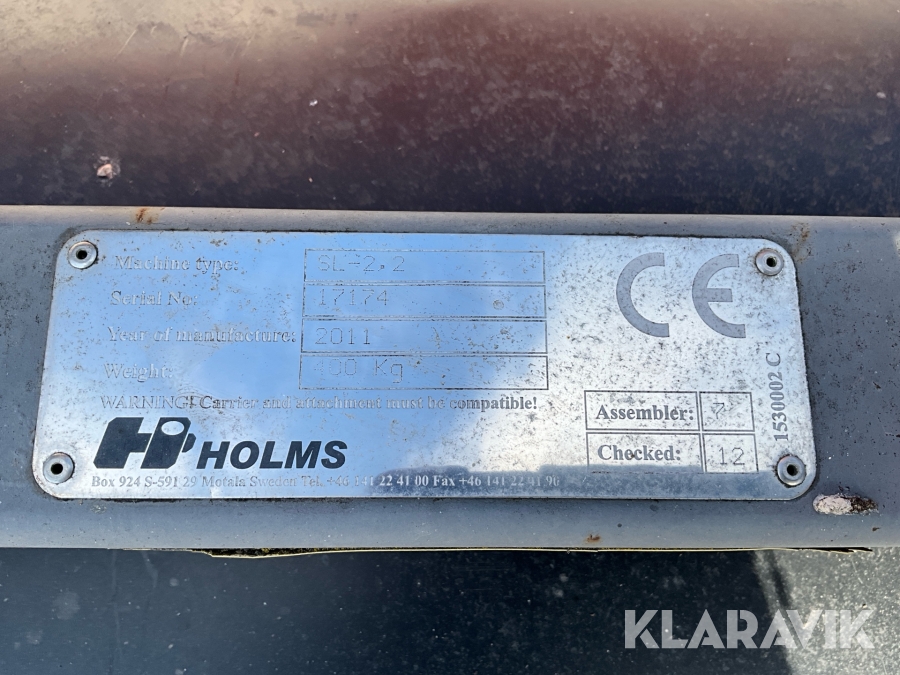 Machine type: SL-2,2
Serial No: 17174
Year of manufacture: 2011
Weight: 400 Kg
WARNING! Carrier and attachment must be compatible!
CE
1530002 C
Assembler: 7
Checked: 12
HOLMS
Box 924 S-591 29 Motala Sweden Tel. +46 141 22 41 00 Fax +46 141 22 41 96
KLARAVIK